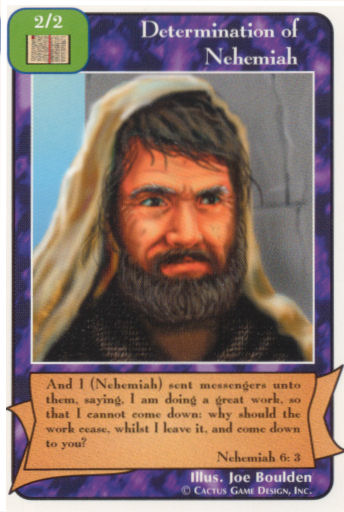 2/2
Determination of
Nehemiah
And I (Nehemiah) sent messengers unto
them, saying, I am doing a great work, so
that I cannot come down: why should the
work cease, whilst I leave it, and come down
to you?
Nehemiah 6: 3
Illus. Joe Boulden
© Cactus Game Design, Inc.